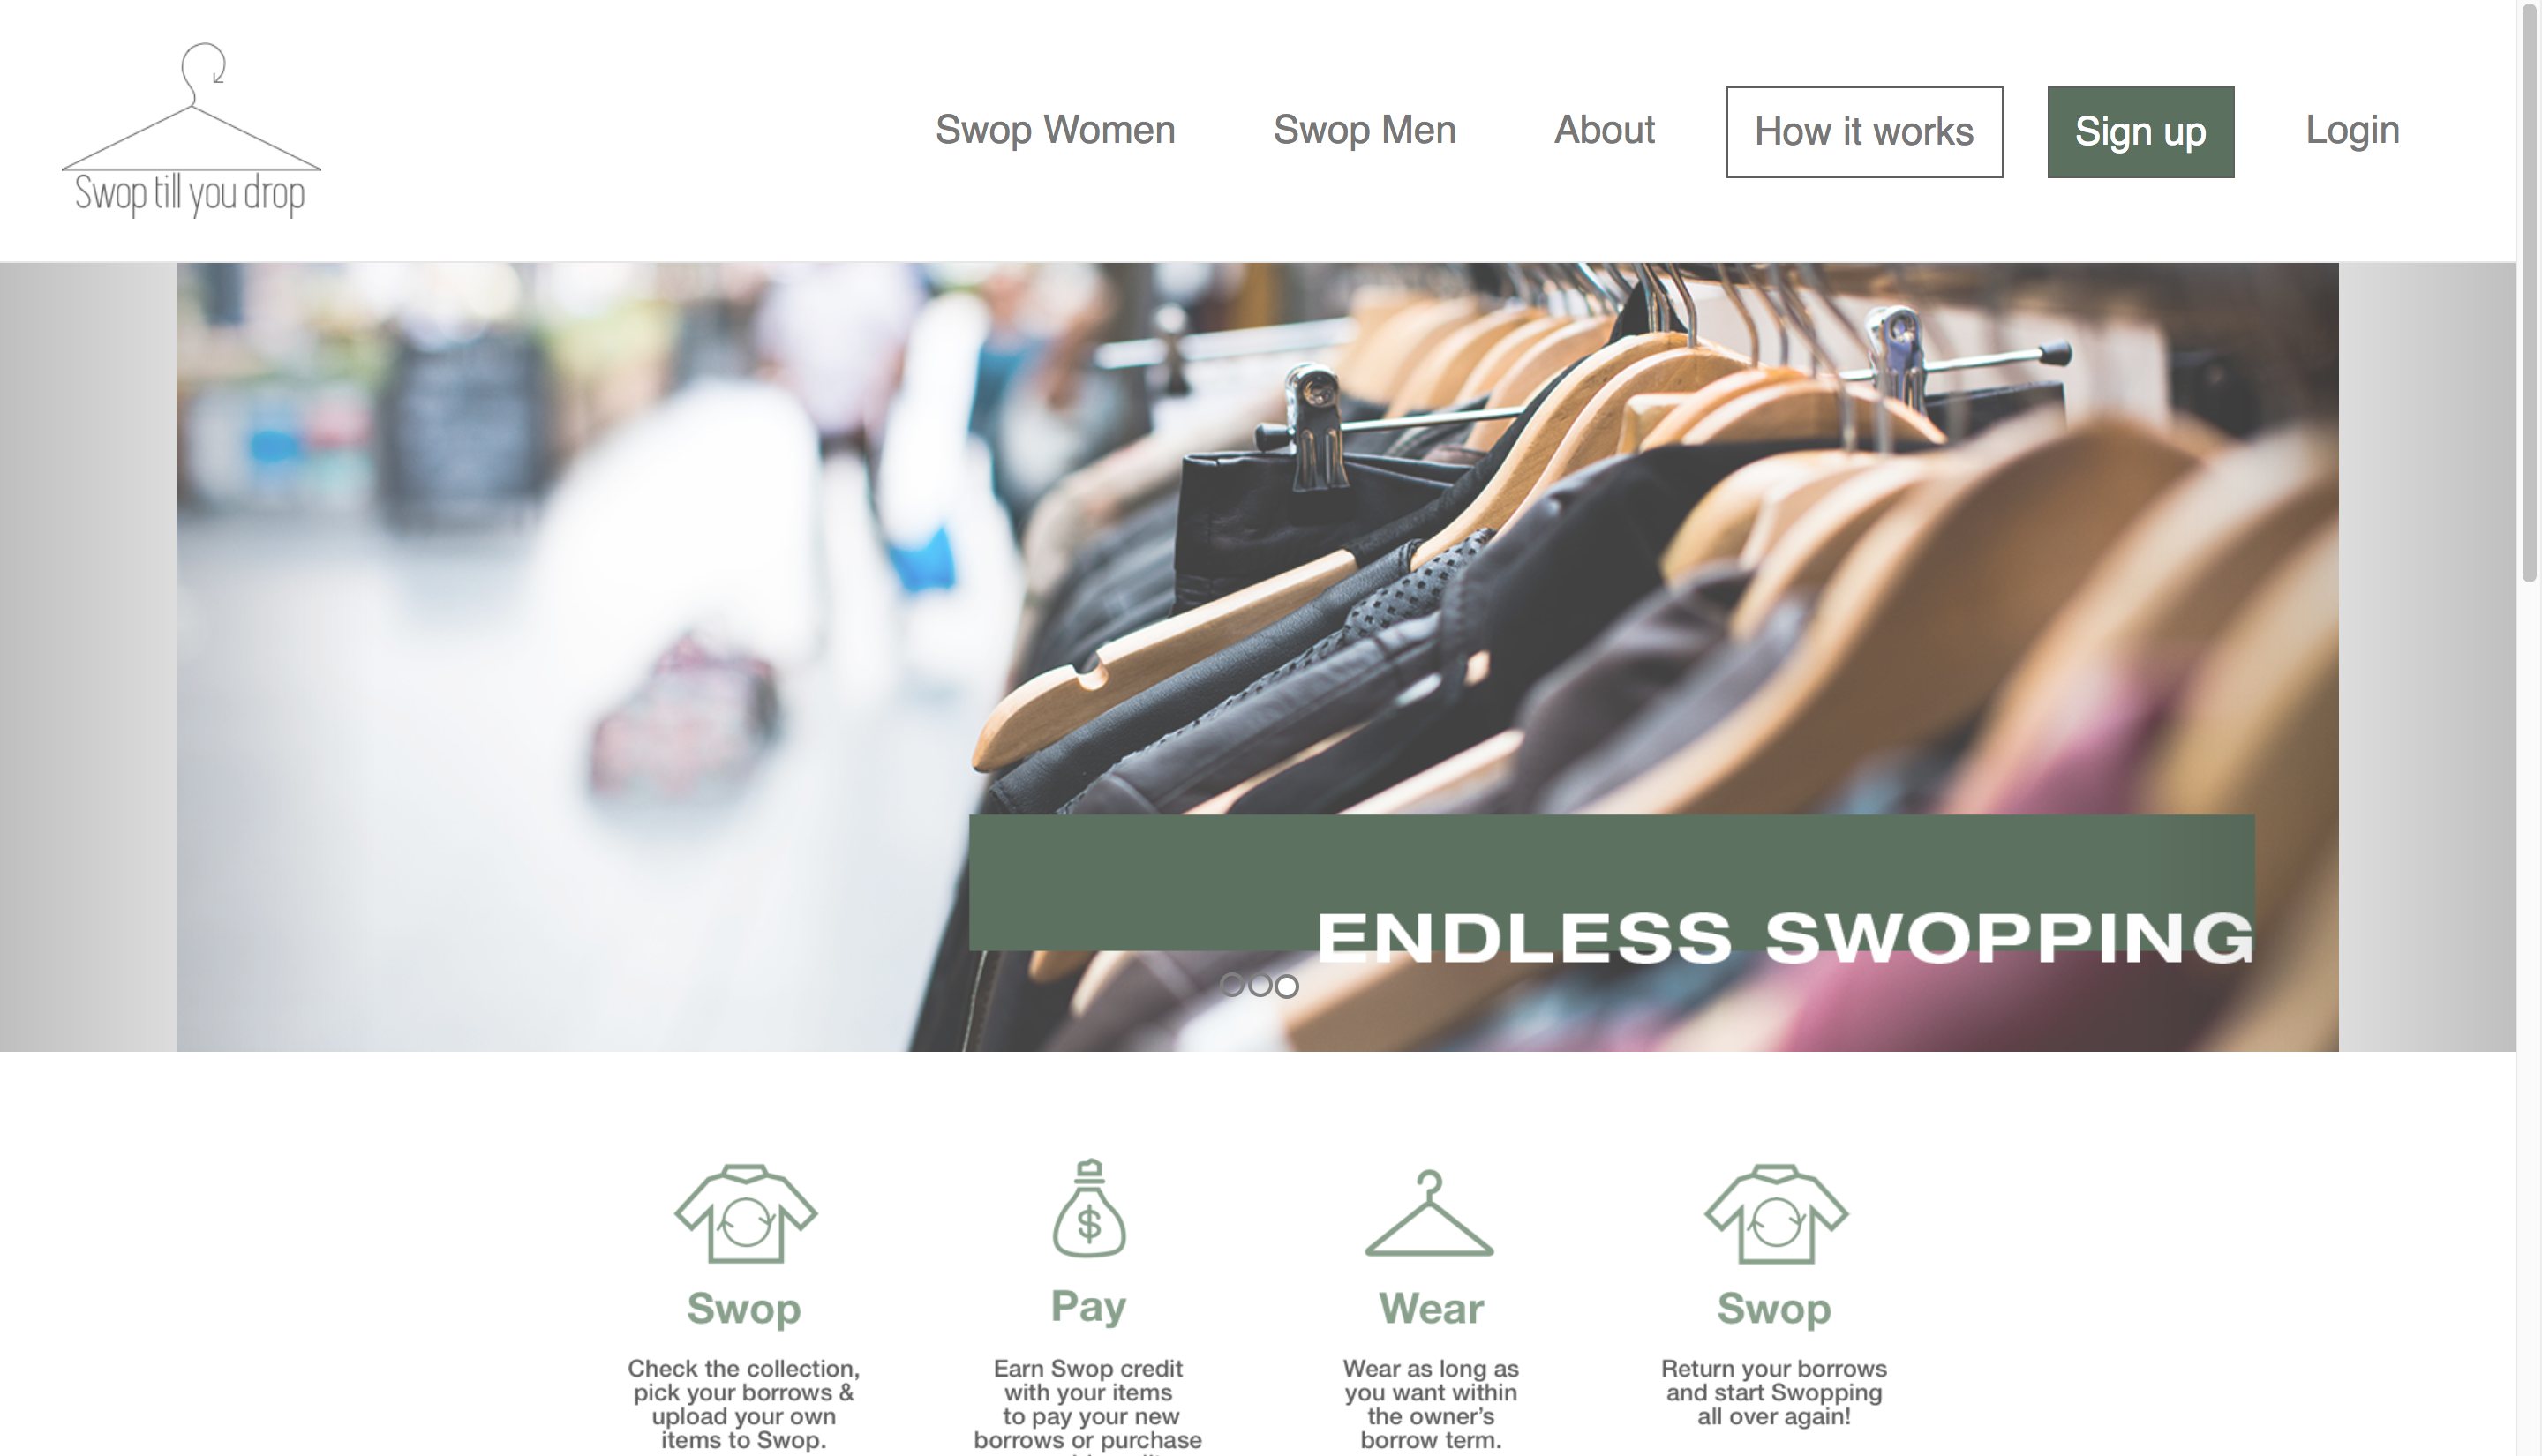 Swop till you drop
Swop Women
Swop Men
About
How it works
Sign up
Login
ENDLESS SWOPPING
Swop
Check the collection,
pick your borrows &
upload your own
items to Swop.
Pay
$
Earn Swop credit
with your items
to pay your new
borrows or purchase
Wear
Wear as long as
you want within
the owner's
borrow term.
Swop
Return your borrows
and start Swopping
all over again!